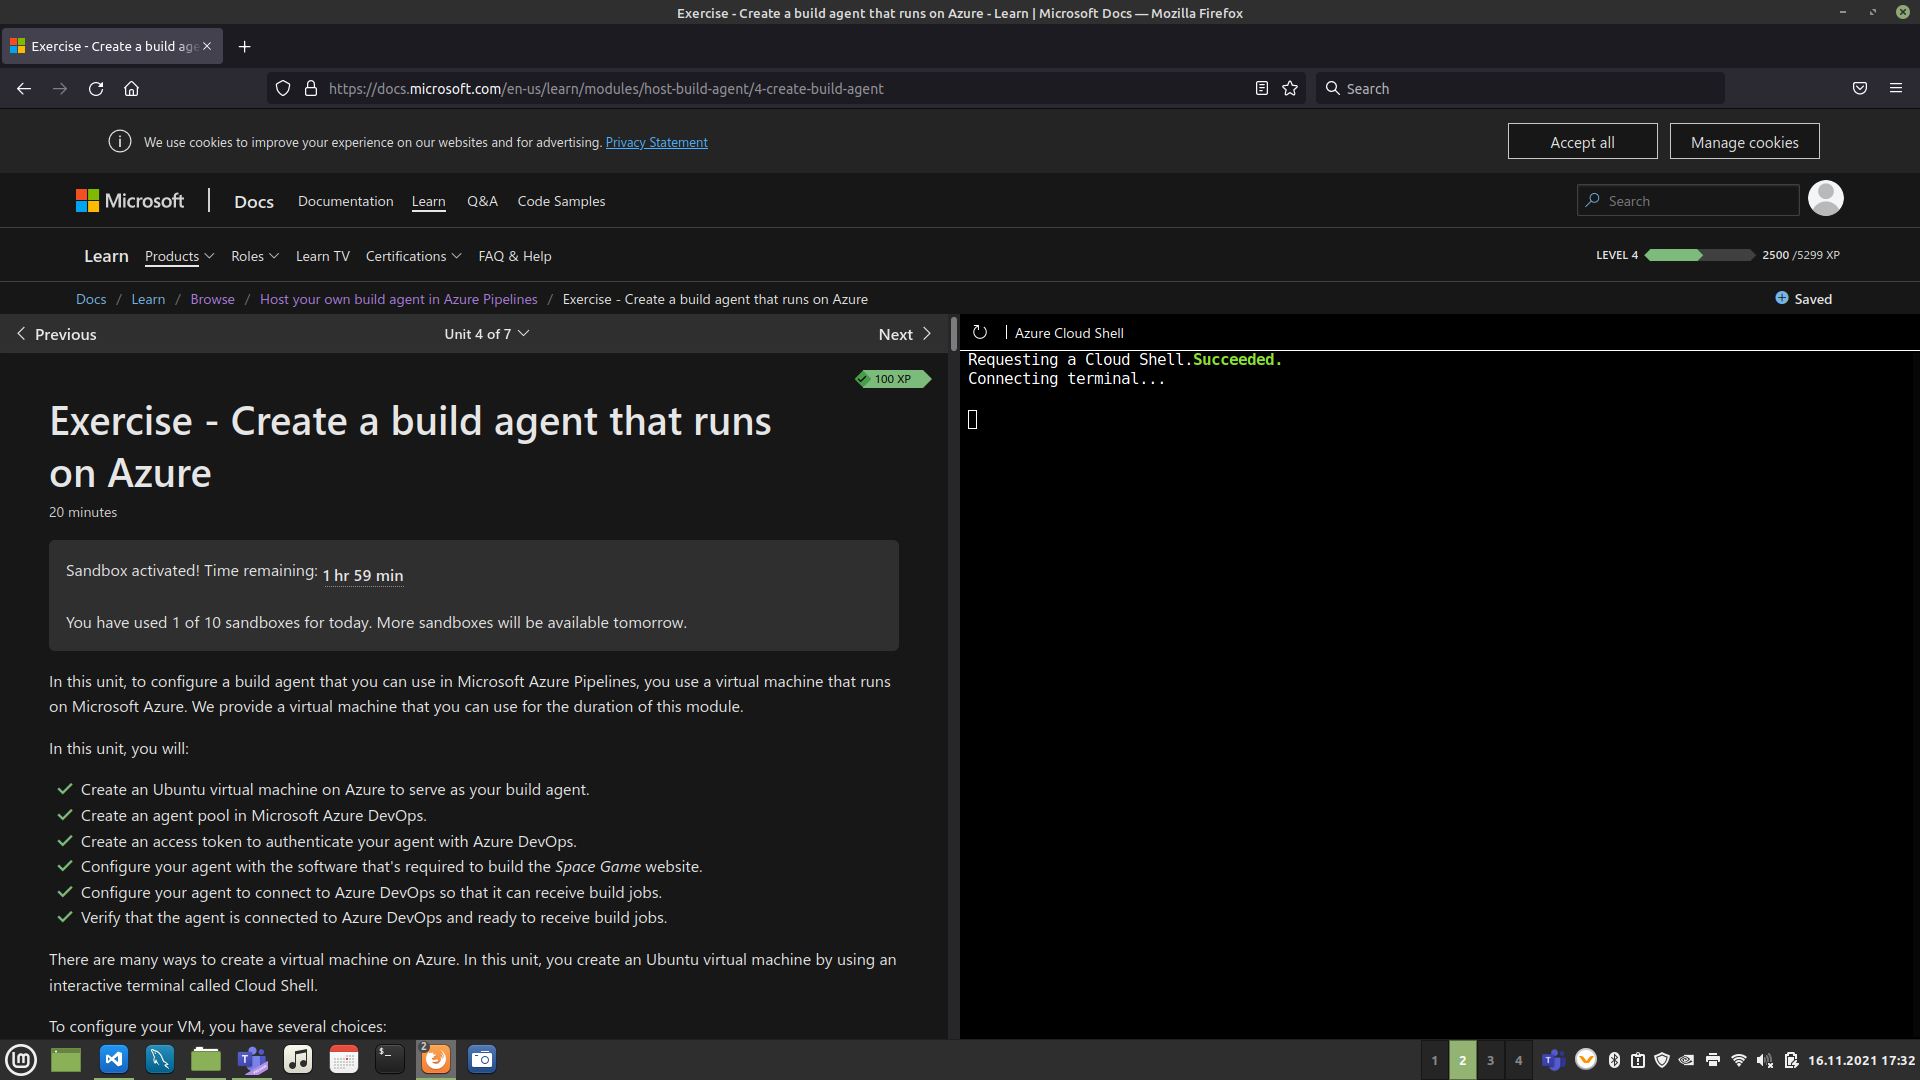 Exercise - Create a build agent that runs on Azure - Learn | Microsoft Docs — Mozilla Firefox
Exercise - Create a build age
https://docs.microsoft.com/en-us/learn/modules/host-build-agent/4-create-build-agent
Search
We use cookies to improve your experience on our websites and for advertising. Privacy Statement
Accept all
Manage cookies
Microsoft
Docs
Documentation
Learn
Q&A
Code Samples
Search
Learn
Products
Roles
Learn TV
Certifications
FAQ & Help
LEVEL 4
2500 /5299 XP
Docs / Learn / Browse / Host your own build agent in Azure Pipelines / Exercise - Create a build agent that runs on Azure
Saved
Previous
Unit 4 of 7
Next
100 XP
Exercise - Create a build agent that runs
on Azure
20 minutes
Sandbox activated! Time remaining: 1 hr 59 min
You have used 1 of 10 sandboxes for today. More sandboxes will be available tomorrow.
In this unit, to configure a build agent that you can use in Microsoft Azure Pipelines, you use a virtual machine that runs
on Microsoft Azure. We provide a virtual machine that you can use for the duration of this module.
In this unit, you will:
Create an Ubuntu virtual machine on Azure to serve as your build agent.
Create an agent pool in Microsoft Azure DevOps.
Create an access token to authenticate your agent with Azure DevOps.
Configure your agent with the software that's required to build the Space Game website.
Configure your agent to connect to Azure DevOps so that it can receive build jobs.
Verify that the agent is connected to Azure DevOps and ready to receive build jobs.
There are many ways to create a virtual machine on Azure. In this unit, you create an Ubuntu virtual machine by using an
interactive terminal called Cloud Shell.
To configure your VM, you have several choices:
Azure Cloud Shell
Requesting a Cloud Shell.Succeeded.
Connecting terminal...
2
1
2
3
4
16.11.2021 17:32